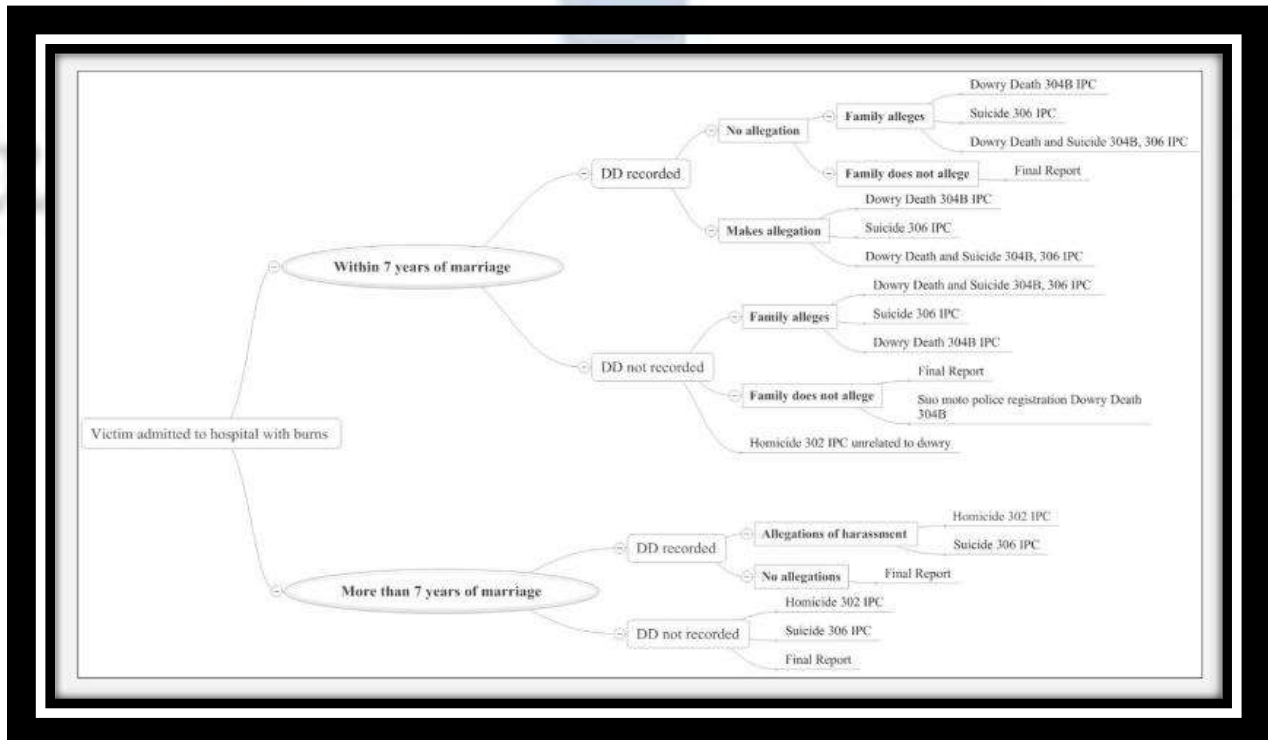 Victim admitted to hospital with burns
Within 7 years of marriage
DD recorded
No allegation
Family alleges
Dowry Death 304B IPC
Suicide 306 IPC
Dowry Death and Suicide 304B, 306 IPC
Family does not allege
Final Report
Makes allegation
Dowry Death 304B IPC
Suicide 306 IPC
Dowry Death and Suicide 304B, 306 IPC
DD not recorded
Family alleges
Dowry Death and Suicide 304B, 306 IPC
Suicide 306 IPC
Dowry Death 304B IPC
Family does not allege
Final Report
Suo moto police registration Dowry Death
304B
Homicide 302 IPC unrelated to dowry
More than 7 years of marriage
DD recorded
Allegations of harassment
Homicide 302 IPC
Suicide 306 IPC
No allegations
Final Report
DD not recorded
Homicide 302 IPC
Suicide 306 IPC
Final Report